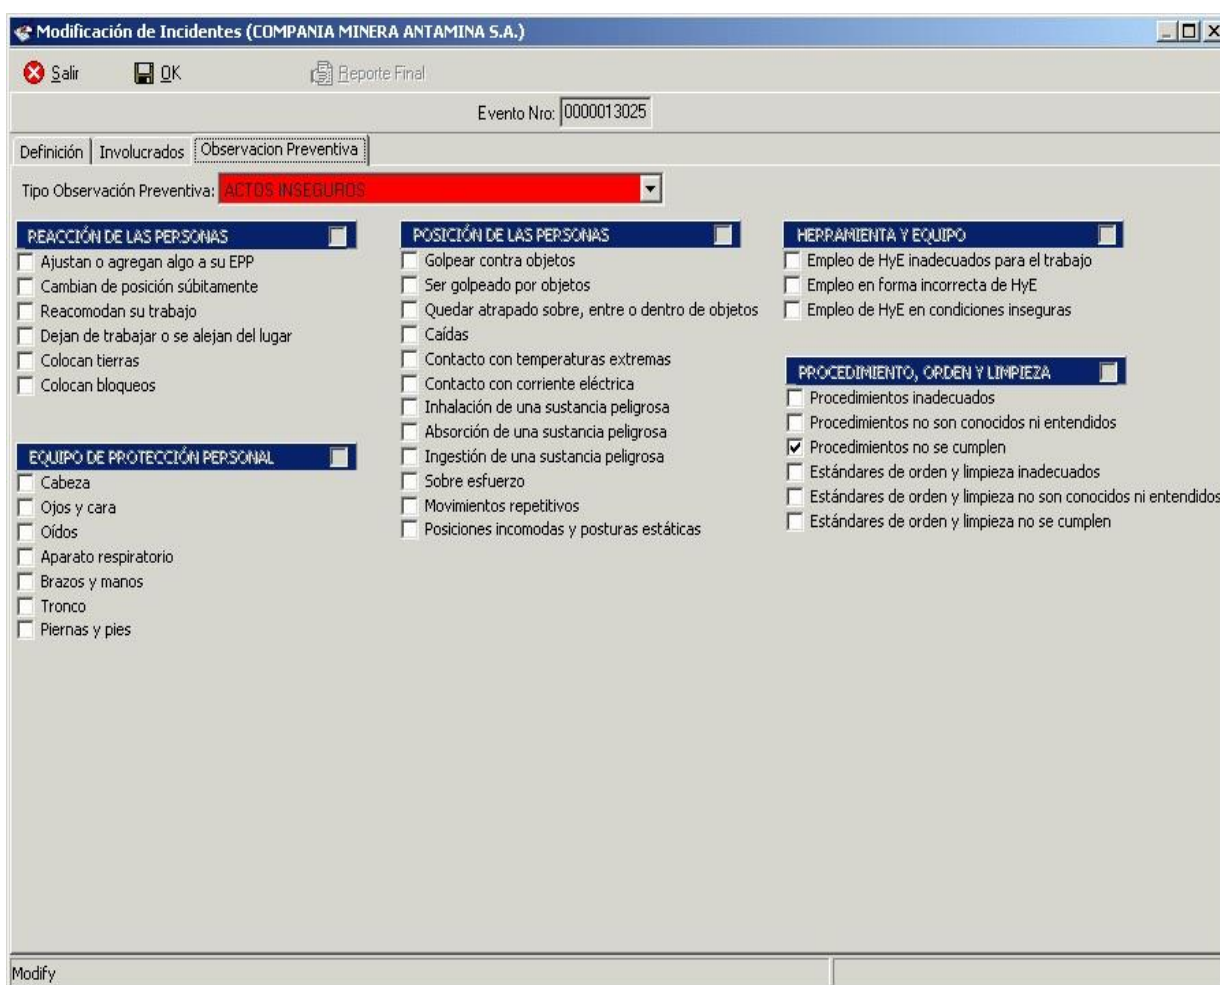 Modificación de Incidentes (COMPANIA MINERA ANTAMINA S.A.)
Salir OK Reporte Final
Evento Nro: 0000013025
Definición Involucrados Observacion Preventiva
Tipo Observación Preventiva: ACTOS INSEGUROS
REACCIÓN DE LAS PERSONAS
Ajustan o agregan algo a su EPP
Cambian de posición súbitamente
Reacomodan su trabajo
Dejan de trabajar o se alejan del lugar
Colocan tierras
Colocan bloqueos
EQUIPO DE PROTECCIÓN PERSONAL
Cabeza
Ojos y cara
Oídos
Aparato respiratorio
Brazos y manos
Tronco
Piernas y pies
POSICIÓN DE LAS PERSONAS
Golpear contra objetos
Ser golpeado por objetos
Quedar atrapado sobre, entre o dentro de objetos
Caídas
Contacto con temperaturas extremas
Contacto con corriente eléctrica
Inhalación de una sustancia peligrosa
Absorción de una sustancia peligrosa
Ingestión de una sustancia peligrosa
Sobre esfuerzo
Movimientos repetitivos
Posiciones incomodas y posturas estáticas
HERRAMIENTA Y EQUIPO
Empleo de HyE inadecuados para el trabajo
Empleo en forma incorrecta de HyE
Empleo de HyE en condiciones inseguras
PROCEDIMIENTO, ORDEN Y LIMPIEZA
Procedimientos inadecuados
Procedimientos no son conocidos ni entendidos
Procedimientos no se cumplen
Estándares de orden y limpieza inadecuados
Estándares de orden y limpieza no son conocidos ni entendidos
Estándares de orden y limpieza no se cumplen
Modify